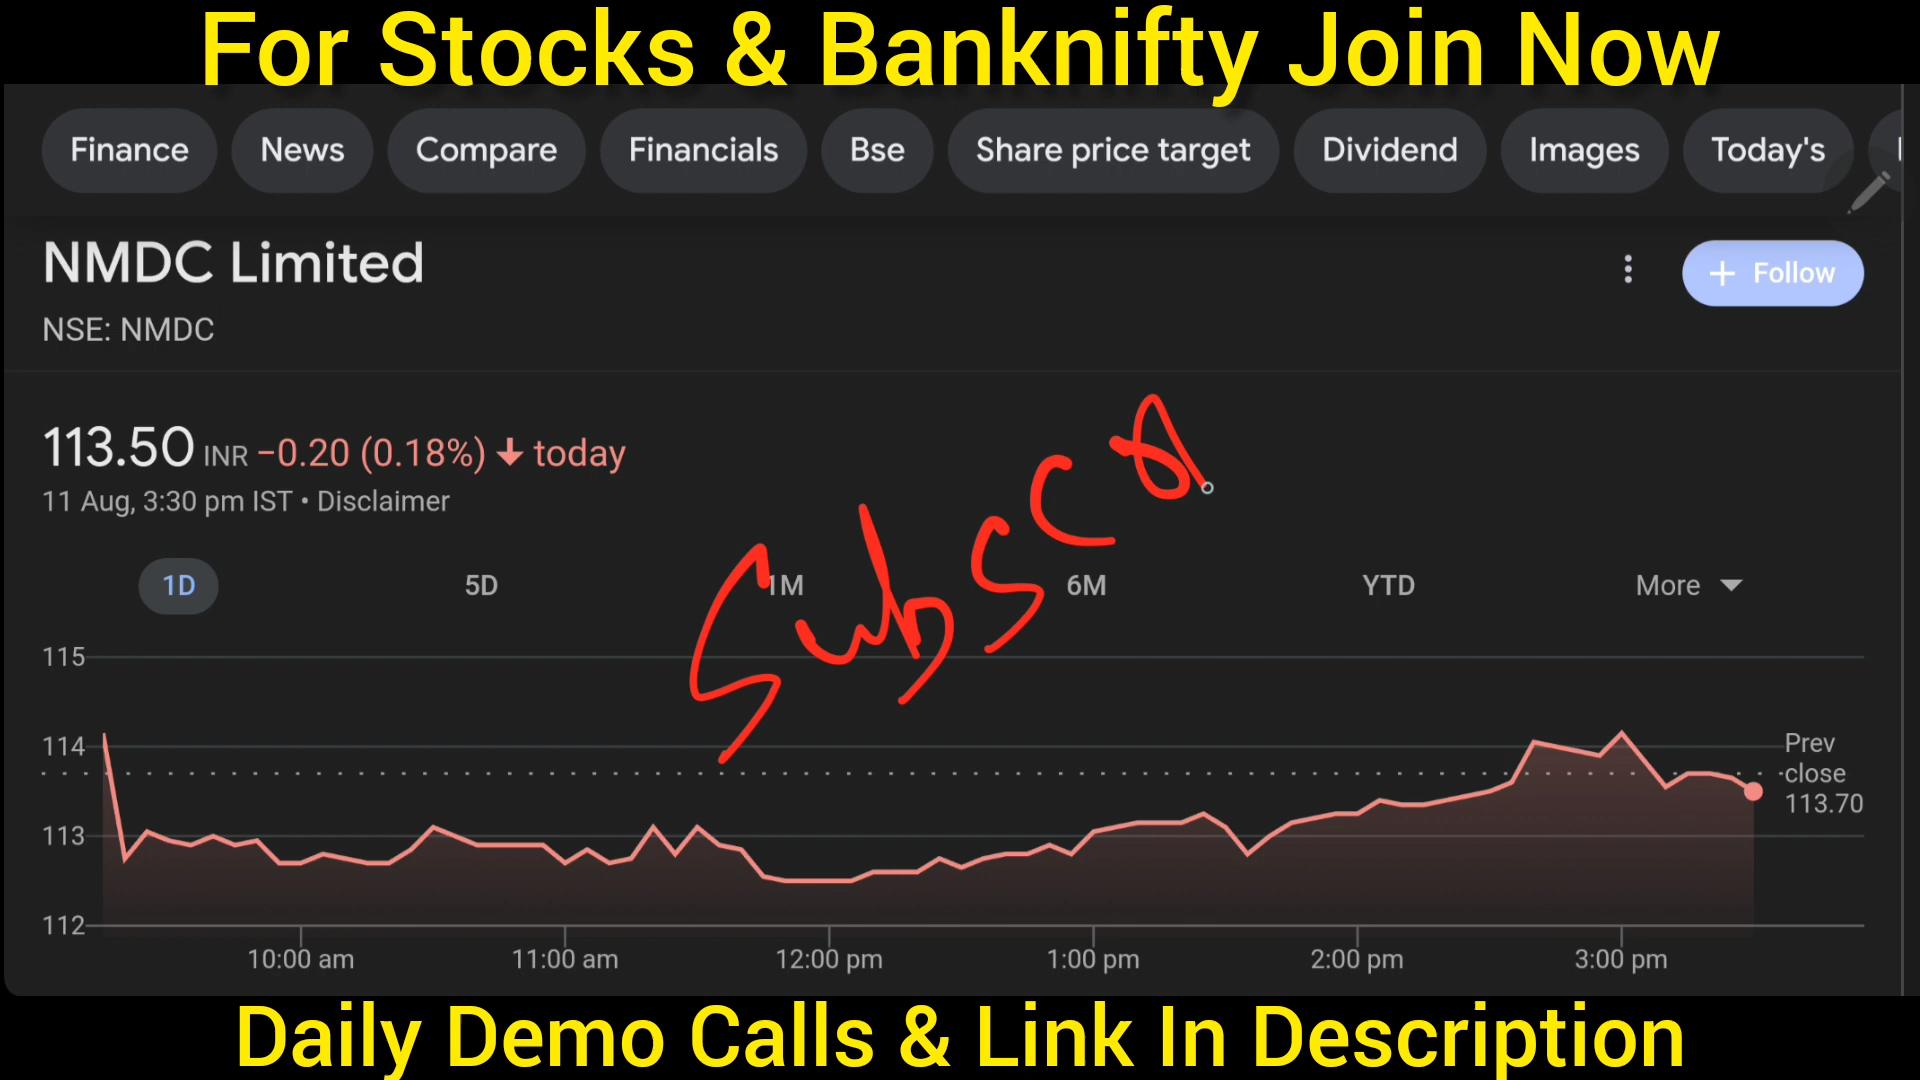 For Stocks & Banknifty Join Now
Finance News Compare Financials Bse Share price target Dividend Images Today's
NMDC Limited
+ Follow
NSE: NMDC
113.50 INR −0.20 (0.18%) ↓ today
11 Aug, 3:30 pm IST • Disclaimer
Subsc
1D 5D 1M 6M YTD More
115
114
113
112
Prev
close
113.70
10:00 am 11:00 am 12:00 pm 1:00 pm 2:00 pm 3:00 pm
Daily Demo Calls & Link In Description